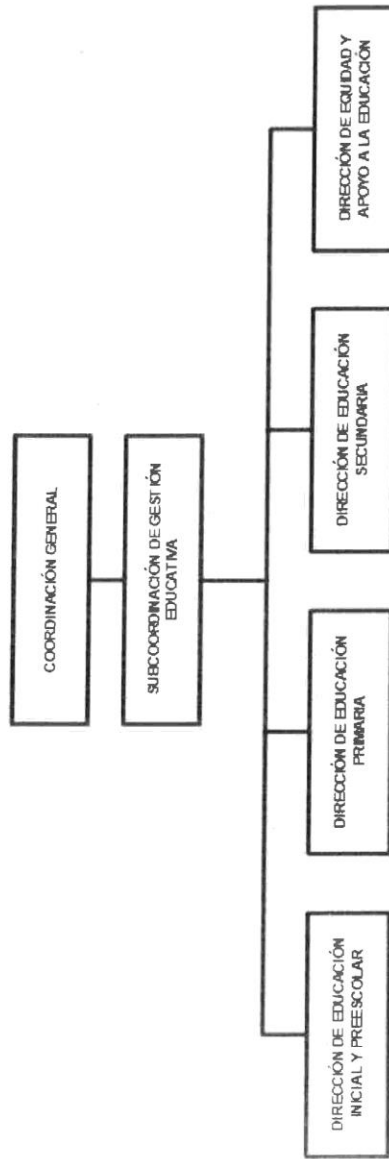 COORDINACIÓN GENERAL
SUBCOORDINACIÓN DE GESTIÓN
EDUCATIVA
DIRECCIÓN DE EDUCACIÓN
INICIAL Y PREESCOLAR
DIRECCIÓN DE EDUCACIÓN
PRIMARIA
DIRECCIÓN DE EDUCACIÓN
SECUNDARIA
DIRECCIÓN DE EQUIDAD Y
APOYO A LA EDUCACIÓN